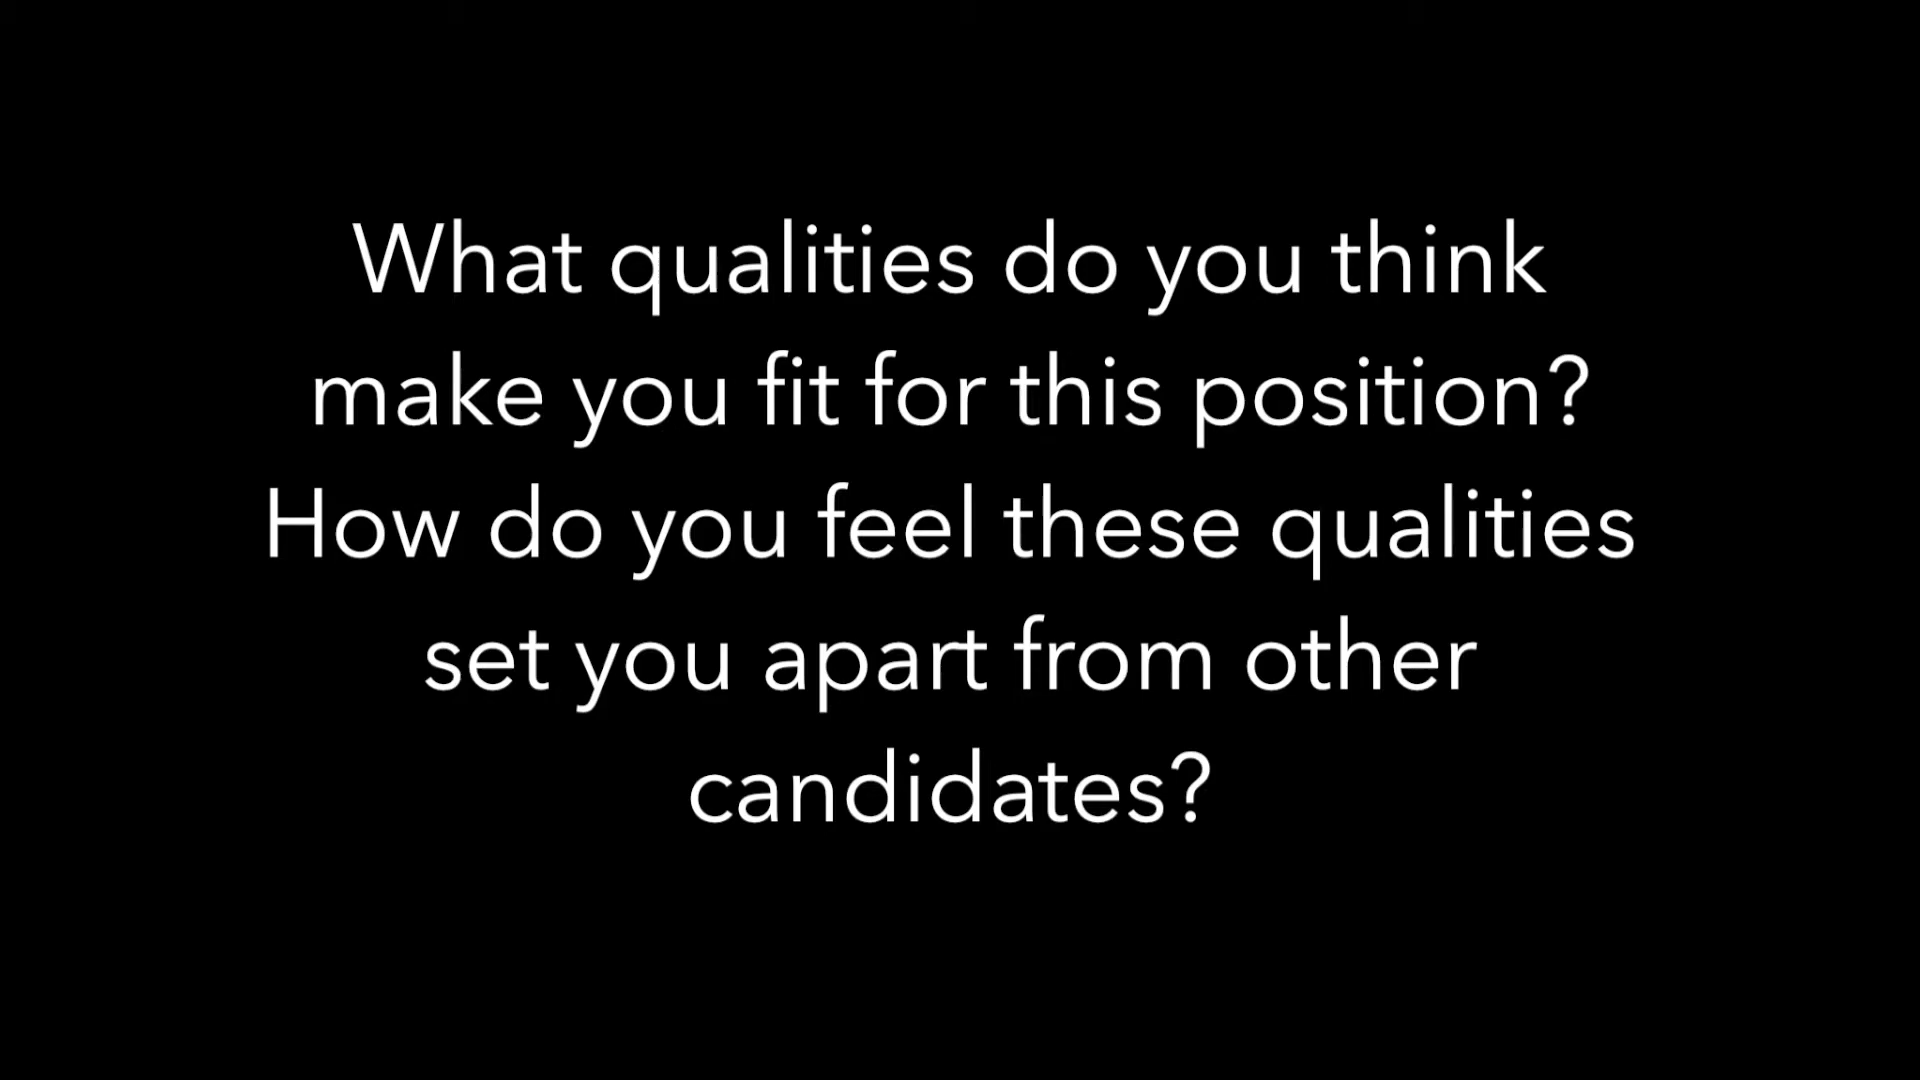 What qualities do you think
make you fit for this position?
How do you feel these qualities
set you apart from other
candidates?